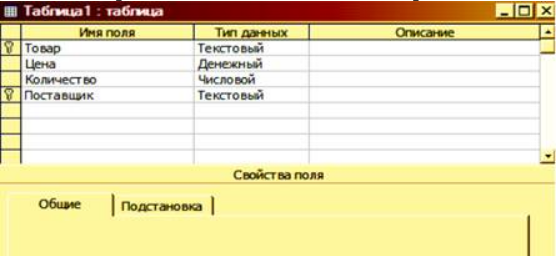 Таблица1 : таблица
Имя поля Тип данных Описание
Товар Текстовый
Цена Денежный
Количество Числовой
Поставщик Текстовый
Свойства поля
Общие Подстановка